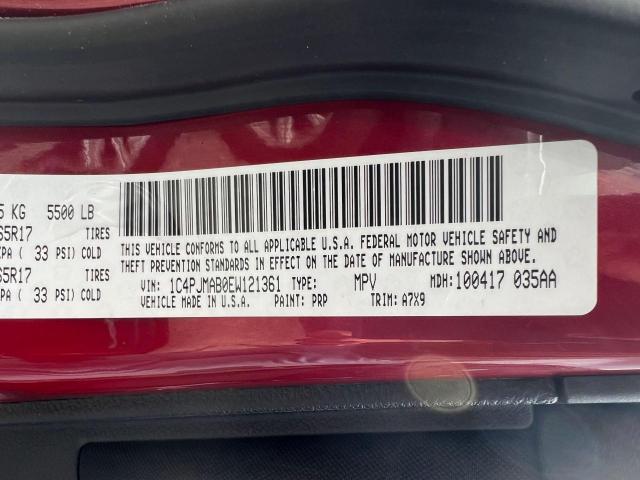 5 KG 5500 LB
S5R17 TIRES
PA ( 33 PSI) COLD
S5R17 TIRES
PA ( 33 PSI) COLD
THIS VEHICLE CONFORMS TO ALL APPLICABLE U.S.A. FEDERAL MOTOR VEHICLE SAFETY AND
THEFT PREVENTION STANDARDS IN EFFECT ON THE DATE OF MANUFACTURE SHOWN ABOVE.
VIN: 1C4PJMAB0EW121361 TYPE: MPV MDH: 100417 035AA
VEHICLE MADE IN U.S.A. PAINT: PRP TRIM: A7X9